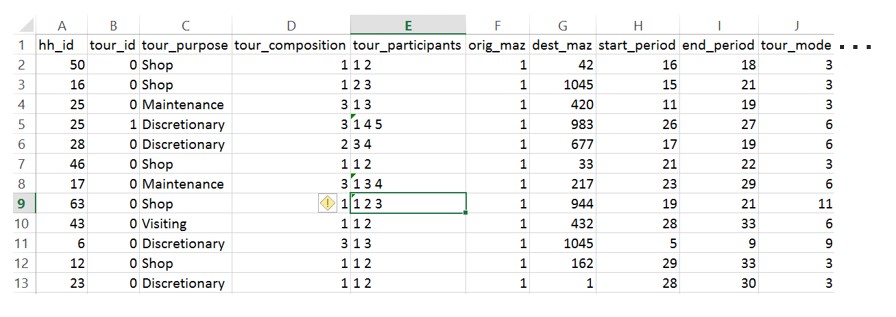 A B C D E F G H I J
1 hh_id tour_id tour_purpose tour_composition tour_participants orig_maz dest_maz start_period end_period tour_mode ...
2 50 0 Shop 1 1 2 1 42 16 18 3
3 16 0 Shop 1 2 3 1 1045 15 21 3
4 25 0 Maintenance 3 1 3 1 420 11 19 3
5 25 1 Discretionary 3 1 4 5 1 983 26 27 6
6 28 0 Discretionary 2 3 4 1 677 17 19 6
7 46 0 Shop 1 1 2 1 33 21 22 3
8 17 0 Maintenance 3 1 3 4 1 217 23 29 6
9 63 0 Shop ! 1 1 2 3 1 944 19 21 11
10 43 0 Visiting 1 1 2 1 432 28 33 6
11 6 0 Discretionary 3 1 3 1 1045 5 9 9
12 12 0 Shop 1 1 2 1 162 29 33 3
13 23 0 Discretionary 1 1 2 1 1 28 30 3